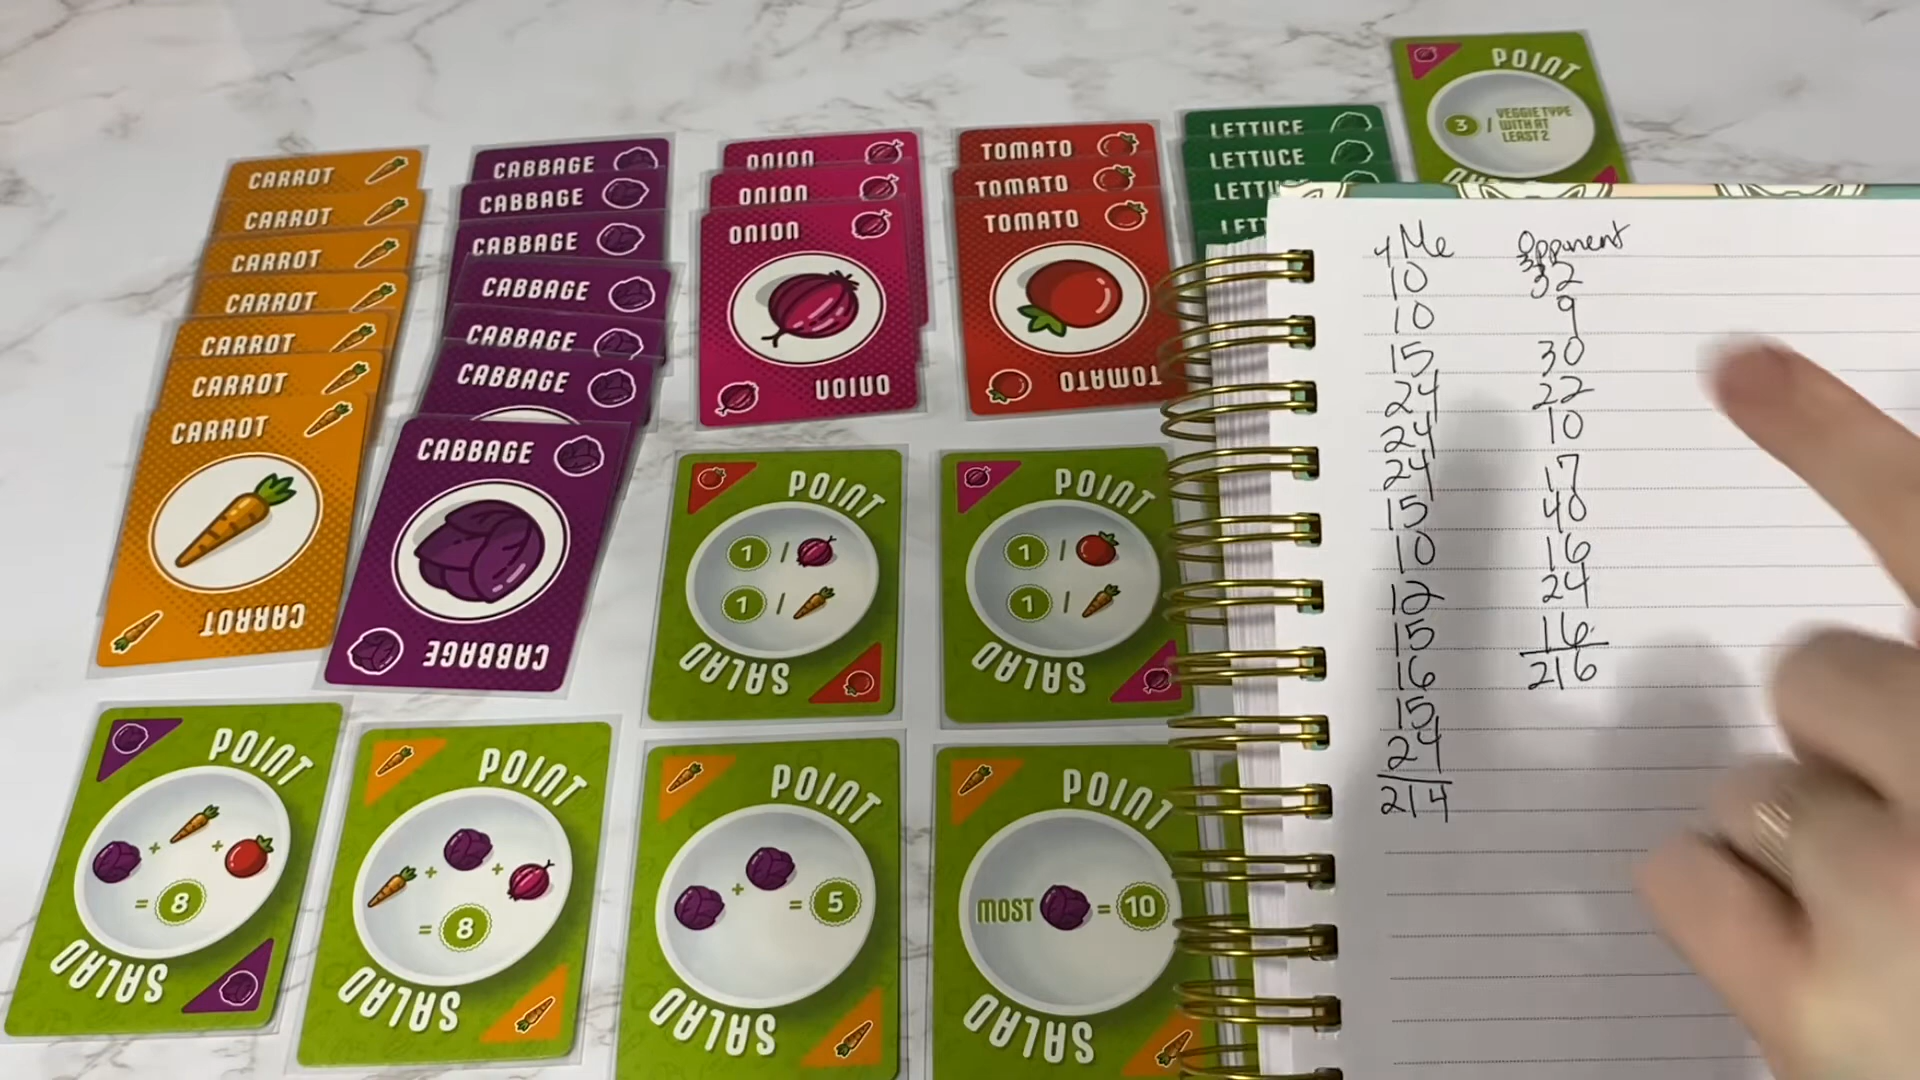 CARROT
CARROT
CARROT
CARROT
CARROT
CARROT
CARROT
CARROT
CABBAGE
CABBAGE
CABBAGE
CABBAGE
CABBAGE
CABBAGE
CABBAGE
CABBAGE
ONION
ONION
ONION
ONION
TOMATO
TOMATO
TOMATO
TOMATO
LETTUCE
LETTUCE
LETTU
LETT
POINT
3 / VEGGIE TYPE
WITH AT
LEAST 2
POINT
1 /
1 /
SALAD
POINT
1 /
1 /
SALAD
POINT
+ +
= 8
SALAD
POINT
+ +
= 8
SALAD
POINT
+ = 5
SALAD
POINT
MOST = 10
SALAD
4 Me
10
10
15
24
24
24
15
10
12
15
16
15
24
214
Opponent
3
32
9
30
22
10
17
40
16
24
16
216